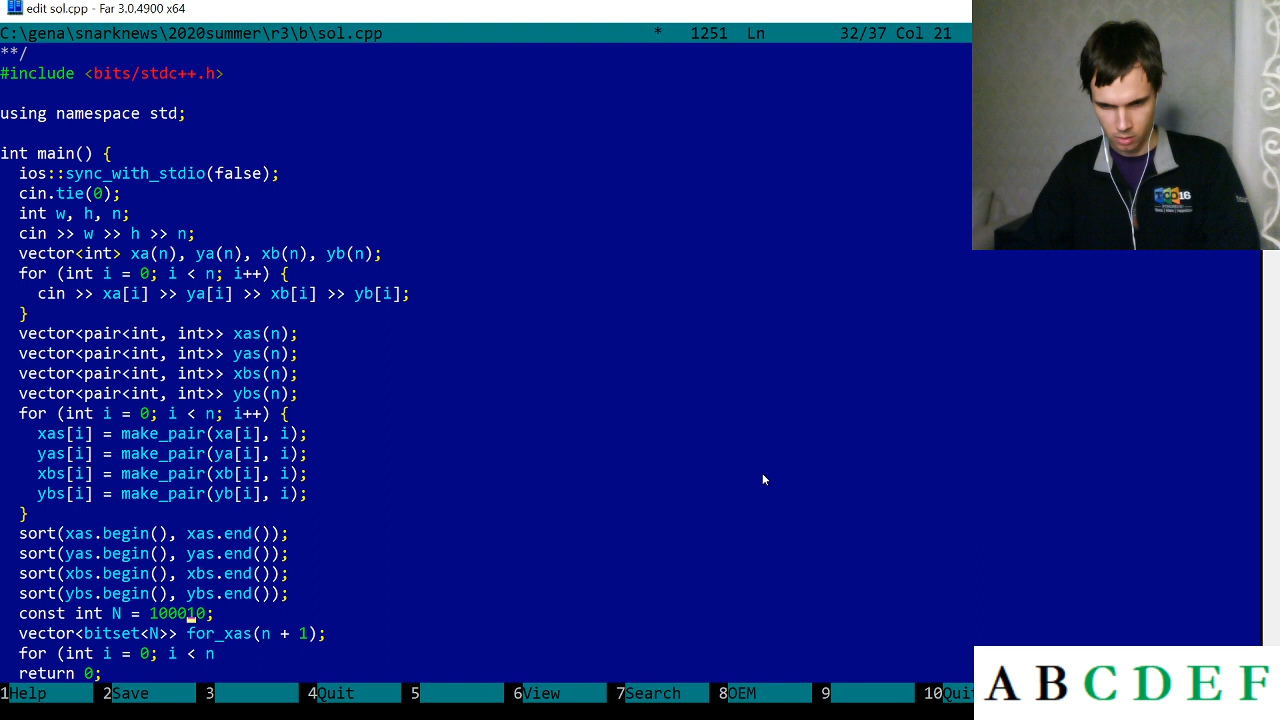 edit sol.cpp - Far 3.0.4900 x64
C:\gena\snarknews\2020summer\r3\b\sol.cpp * 1251 Ln 32/37 Col 21
**/
#include <bits/stdc++.h>
using namespace std;
int main() {
ios::sync_with_stdio(false);
cin.tie(0);
int w, h, n;
cin >> w >> h >> n;
vector<int> xa(n), ya(n), xb(n), yb(n);
for (int i = 0; i < n; i++) {
cin >> xa[i] >> ya[i] >> xb[i] >> yb[i];
}
vector<pair<int, int>> xas(n);
vector<pair<int, int>> yas(n);
vector<pair<int, int>> xbs(n);
vector<pair<int, int>> ybs(n);
for (int i = 0; i < n; i++) {
xas[i] = make_pair(xa[i], i);
yas[i] = make_pair(ya[i], i);
xbs[i] = make_pair(xb[i], i);
ybs[i] = make_pair(yb[i], i);
}
sort(xas.begin(), xas.end());
sort(yas.begin(), yas.end());
sort(xbs.begin(), xbs.end());
sort(ybs.begin(), ybs.end());
const int N = 100010;
vector<bitset<N>> for_xas(n + 1);
for (int i = 0; i < n
return 0;
1Help 2Save 3 4Quit 5 6View 7Search 8OEM 9 10Quit
A B C D E F